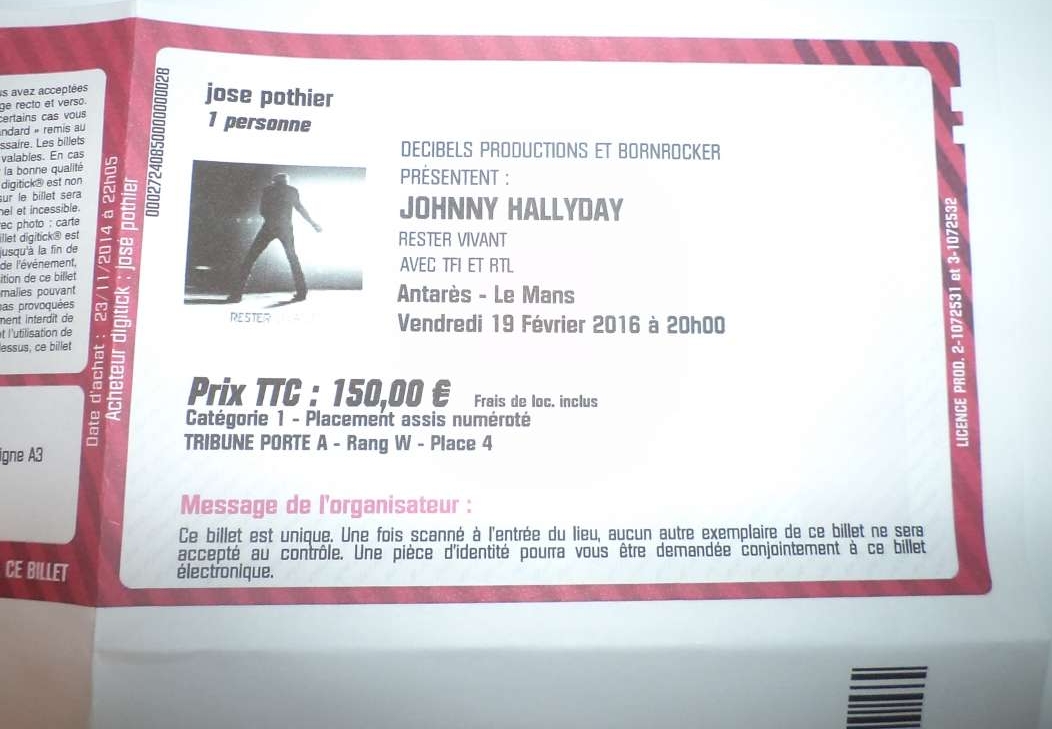 s avez acceptées
ge recto et verso.
certains cas vous
ndard » remis au
ssaire. Les billets
valables. En cas
la bonne qualité
digitick® est non
sur le billet sera
nel et incessible.
ec photo : carte
illet digitick® est
jusqu'à la fin de
de l'événement,
ition de ce billet
malies pouvant
pas provoquées
ment interdit de
t l'utilisation de
essus, ce billet
igne A3
CE BILLET
Date d'achat : 23/11/2014 à 22h05
Acheteur digitick : josé pothier
jose pothier
1 personne
DECIBELS PRODUCTIONS ET BORNROCKER
PRÉSENTENT :
JOHNNY HALLYDAY
RESTER VIVANT
AVEC TFI ET RTL
Antarès - Le Mans
Vendredi 19 Février 2016 à 20h00
RESTER
Prix TTC : 150,00 € Frais de loc. inclus
Catégorie 1 - Placement assis numéroté
TRIBUNE PORTE A - Rang W - Place 4
Message de l'organisateur :
Ce billet est unique. Une fois scanné à l'entrée du lieu, aucun autre exemplaire de ce billet ne sera
accepté au contrôle. Une pièce d'identité pourra vous être demandée conjointement à ce billet
électronique.
LICENCE PROD. 2-1072531 et 3-1072532